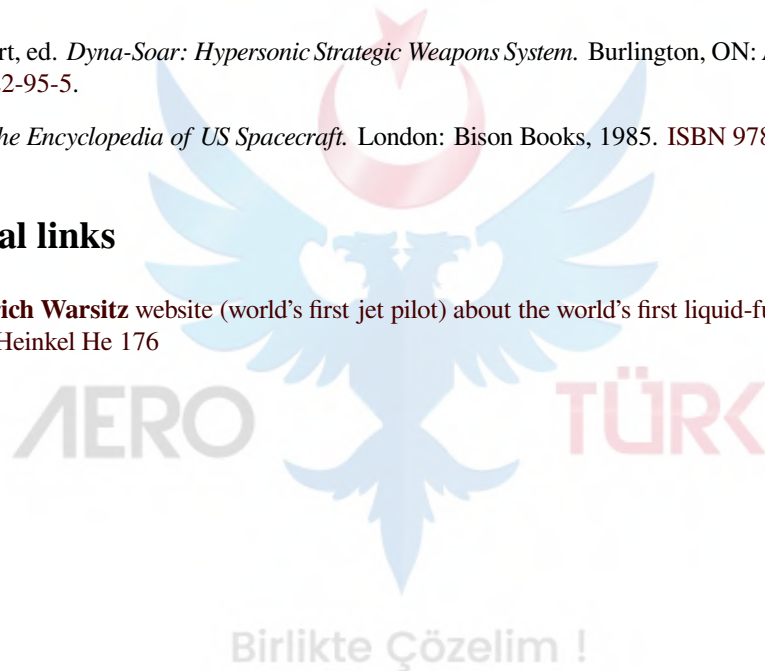 rt, ed. Dyna-Soar: Hypersonic Strategic Weapons System. Burlington, ON:
2-95-5.
he Encyclopedia of US Spacecraft. London: Bison Books, 1985. ISBN 978
al links
rich Warsitz website (world's first jet pilot) about the world's first liquid-fu
Heinkel He 176
AERO TÜRK
Birlikte Çözelim !